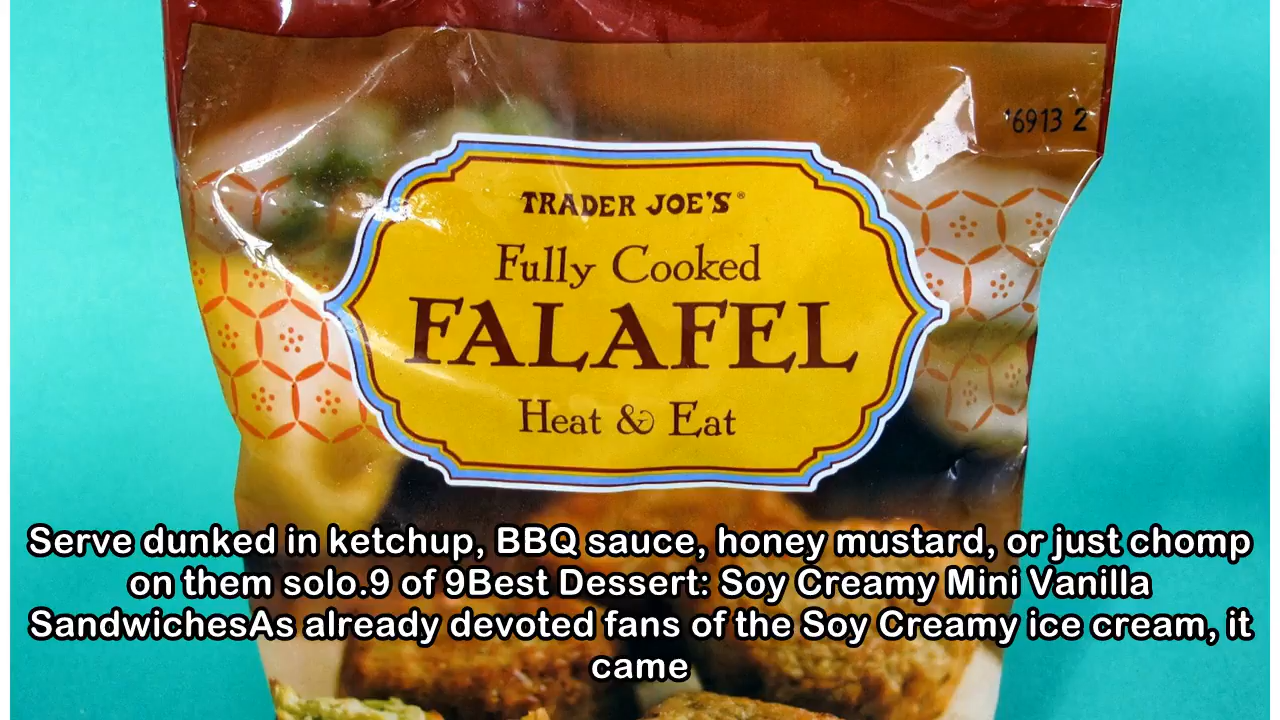 '6913 2
TRADER JOE'S®
Fully Cooked
FALAFEL
Heat & Eat
Serve dunked in ketchup, BBQ sauce, honey mustard, or just chomp
on them solo.9 of 9Best Dessert: Soy Creamy Mini Vanilla
SandwichesAs already devoted fans of the Soy Creamy ice cream, it
came